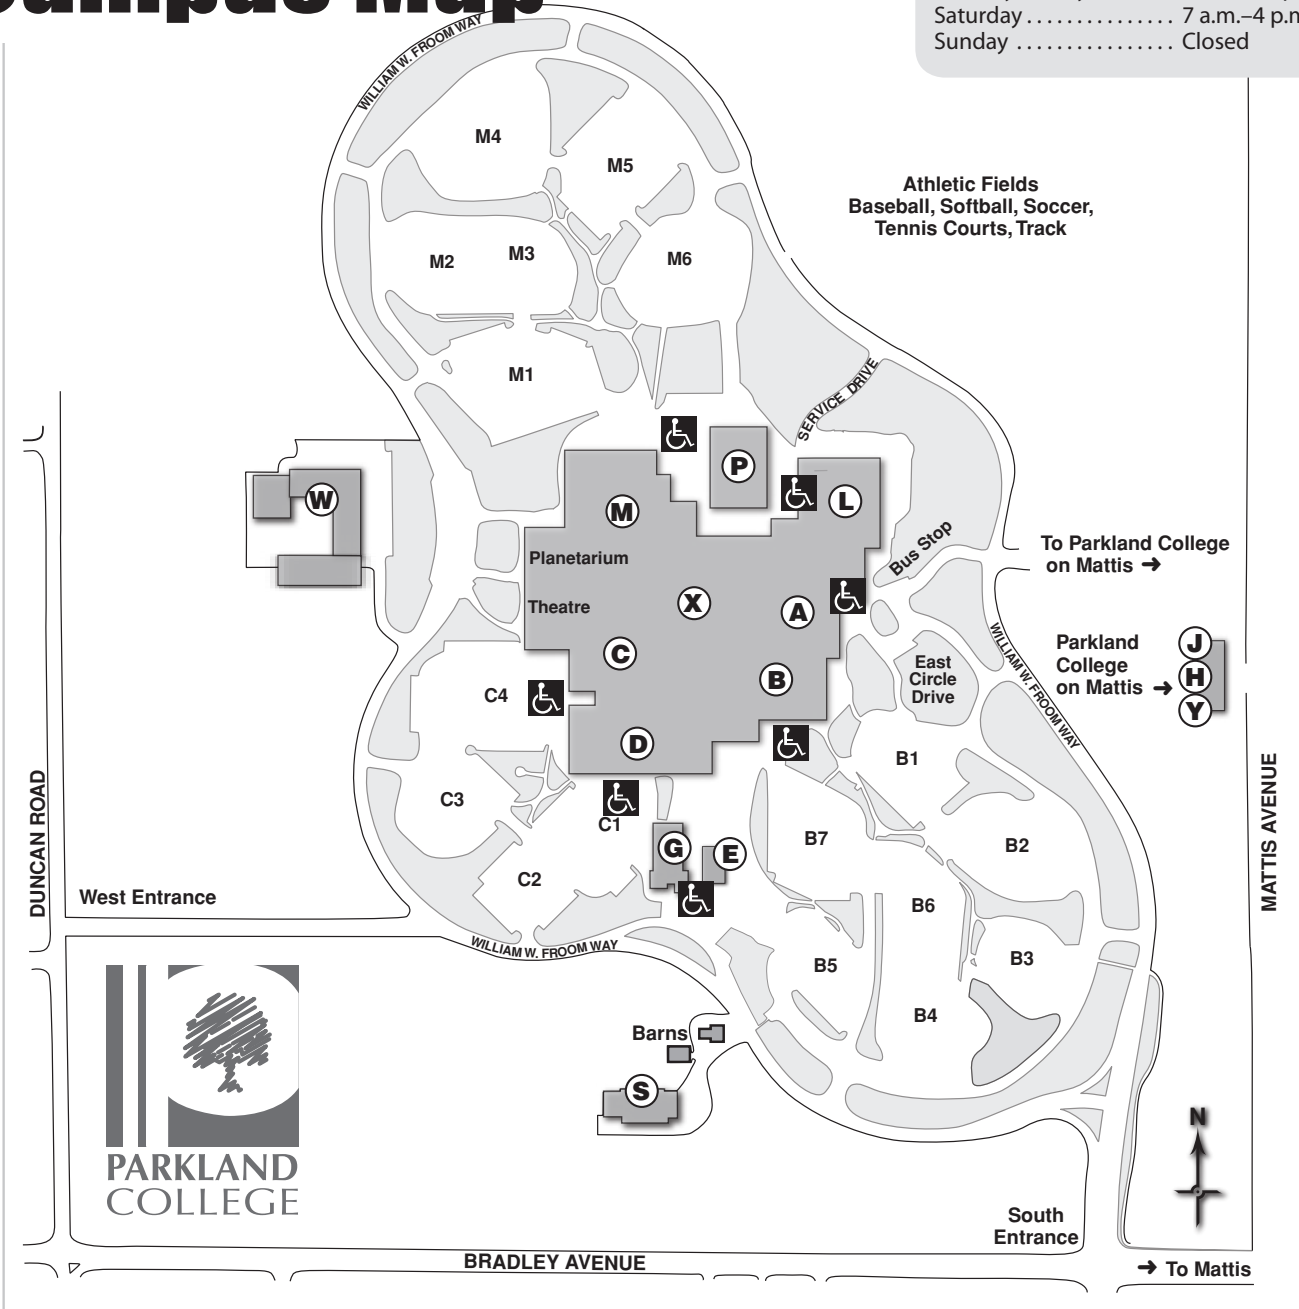 Campus Map
Saturday............... 7 a.m.–4 p.m
Sunday ................ Closed
WILLIAM W. FROOM WAY
M4
M5
Athletic Fields
Baseball, Softball, Soccer,
Tennis Courts, Track
M2
M3
M6
M1
SERVICE DRIVE
P
W
L
M
Bus Stop
To Parkland College
on Mattis ➔
Planetarium
Theatre
X
A
WILLIAM W. FROOM WAY
Parkland
College
on Mattis ➔
J
H
Y
C
B
East
Circle
Drive
C4
D
B1
DUNCAN ROAD
MATTIS AVENUE
C3
C1
B7
B2
G
E
C2
West Entrance
B6
WILLIAM W. FROOM WAY
B5
B3
B4
Barns
S
N
PARKLAND
COLLEGE
South
Entrance
BRADLEY AVENUE
➔ To Mattis